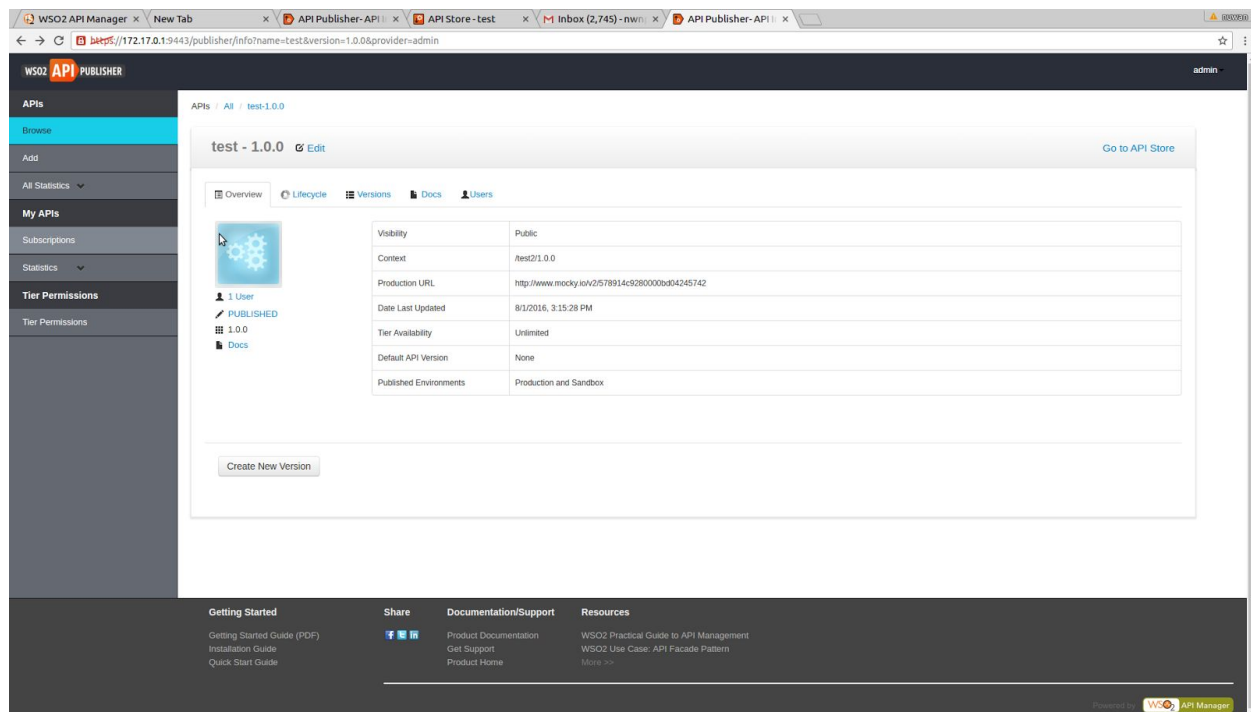 WSO2 API Manager
New Tab
API Publisher- API
API Store - test
Inbox (2,745) - nwn
API Publisher- API
nuwan
https://172.17.0.1:9443/publisher/info?name=test&version=1.0.0&provider=admin
WSO2 API PUBLISHER
admin
APIs
Browse
Add
All Statistics
My APIs
Subscriptions
Statistics
Tier Permissions
Tier Permissions
APIs / All / test-1.0.0
test - 1.0.0 Edit
Go to API Store
Overview Lifecycle Versions Docs Users
1 User
PUBLISHED
1.0.0
Docs
Visibility Public
Context /test2/1.0.0
Production URL http://www.mocky.io/v2/578914c9280000bd04245742
Date Last Updated 8/1/2016, 3:15:28 PM
Tier Availability Unlimited
Default API Version None
Published Environments Production and Sandbox
Create New Version
Getting Started
Getting Started Guide (PDF)
Installation Guide
Quick Start Guide
Share
Documentation/Support
Product Documentation
Get Support
Product Home
Resources
WSO2 Practical Guide to API Management
WSO2 Use Case: API Facade Pattern
More >>
Powered by WSO2 API Manager